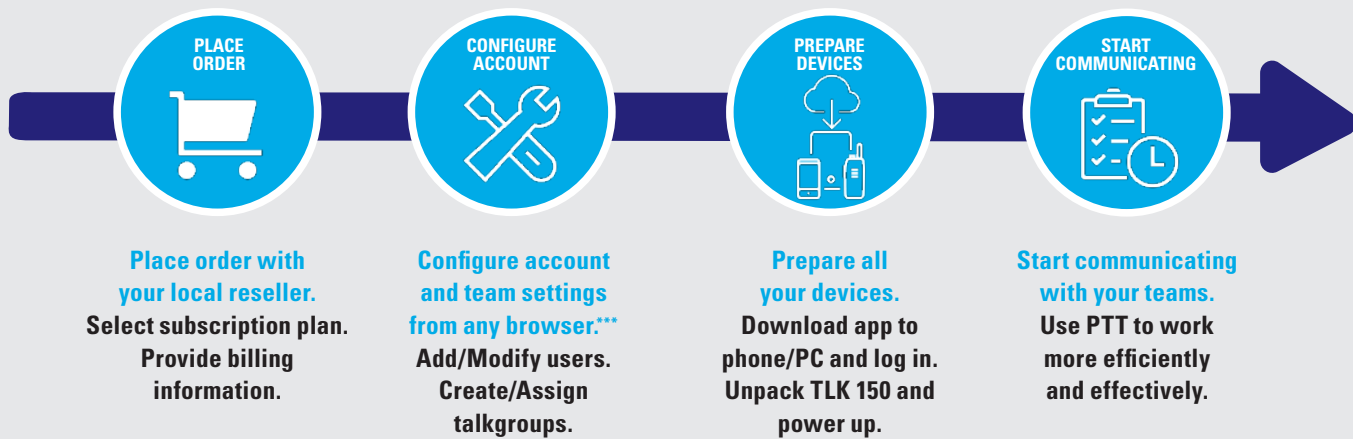 PLACE
ORDER
CONFIGURE
ACCOUNT
PREPARE
DEVICES
START
COMMUNICATING
Place order with
your local reseller.
Select subscription plan.
Provide billing
information.
Configure account
and team settings
from any browser.***
Add/Modify users.
Create/Assign
talkgroups.
Prepare all
your devices.
Download app to
phone/PC and log in.
Unpack TLK 150 and
power up.
Start communicating
with your teams.
Use PTT to work
more efficiently
and effectively.